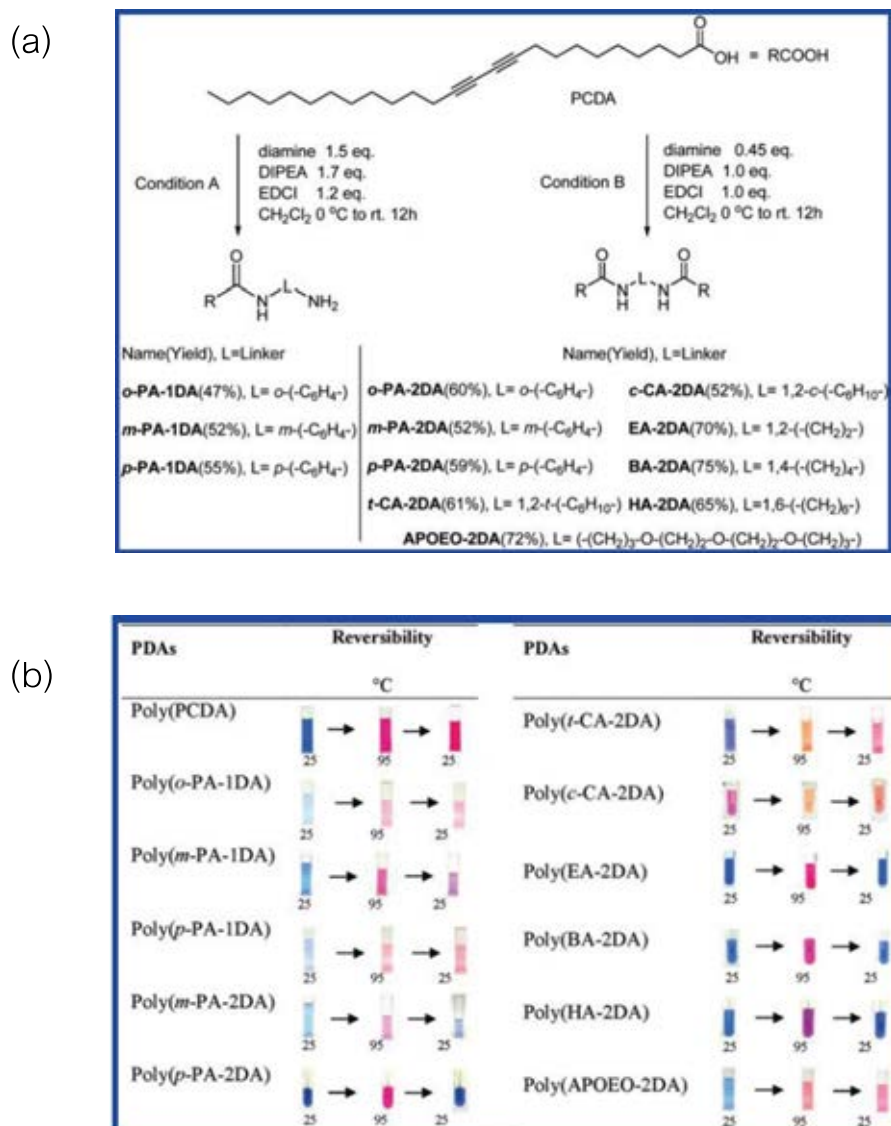 (a)
O
OH = RCOOH
PCDA
Condition A
diamine 1.5 eq.
DIPEA 1.7 eq.
EDCI 1.2 eq.
CH2Cl2 0 °C to rt. 12h
Condition B
diamine 0.45 eq.
DIPEA 1.0 eq.
EDCI 1.0 eq.
CH2Cl2 0 °C to rt. 12h
O
R N L NH2
H
O O
R N L N R
H H
Name(Yield), L=Linker
o-PA-1DA(47%), L= o-(-C6H4-)
m-PA-1DA(52%), L= m-(-C6H4-)
p-PA-1DA(55%), L= p-(-C6H4-)
Name(Yield), L=Linker
o-PA-2DA(60%), L= o-(-C6H4-) c-CA-2DA(52%), L= 1,2-c-(-C6H10-)
m-PA-2DA(52%), L= m-(-C6H4-) EA-2DA(70%), L= 1,2-(-(CH2)2-)
p-PA-2DA(59%), L= p-(-C6H4-) BA-2DA(75%), L= 1,4-(-(CH2)4-)
t-CA-2DA(61%), L= 1,2-t-(-C6H10-) HA-2DA(65%), L=1,6-(-(CH2)6-)
APOEO-2DA(72%), L= (-(CH2)3-O-(CH2)2-O-(CH2)2-O-(CH2)3-)
(b)
PDAs Reversibility
°C
Poly(PCDA)
25 95 25
Poly(o-PA-1DA)
25 95 25
Poly(m-PA-1DA)
25 95 25
Poly(p-PA-1DA)
25 95 25
Poly(m-PA-2DA)
25 95 25
Poly(p-PA-2DA)
25 95 25
PDAs Reversibility
°C
Poly(t-CA-2DA)
25 95 25
Poly(c-CA-2DA)
25 95 25
Poly(EA-2DA)
25 95 25
Poly(BA-2DA)
25 95 25
Poly(HA-2DA)
25 95 25
Poly(APOEO-2DA)
25 95 25